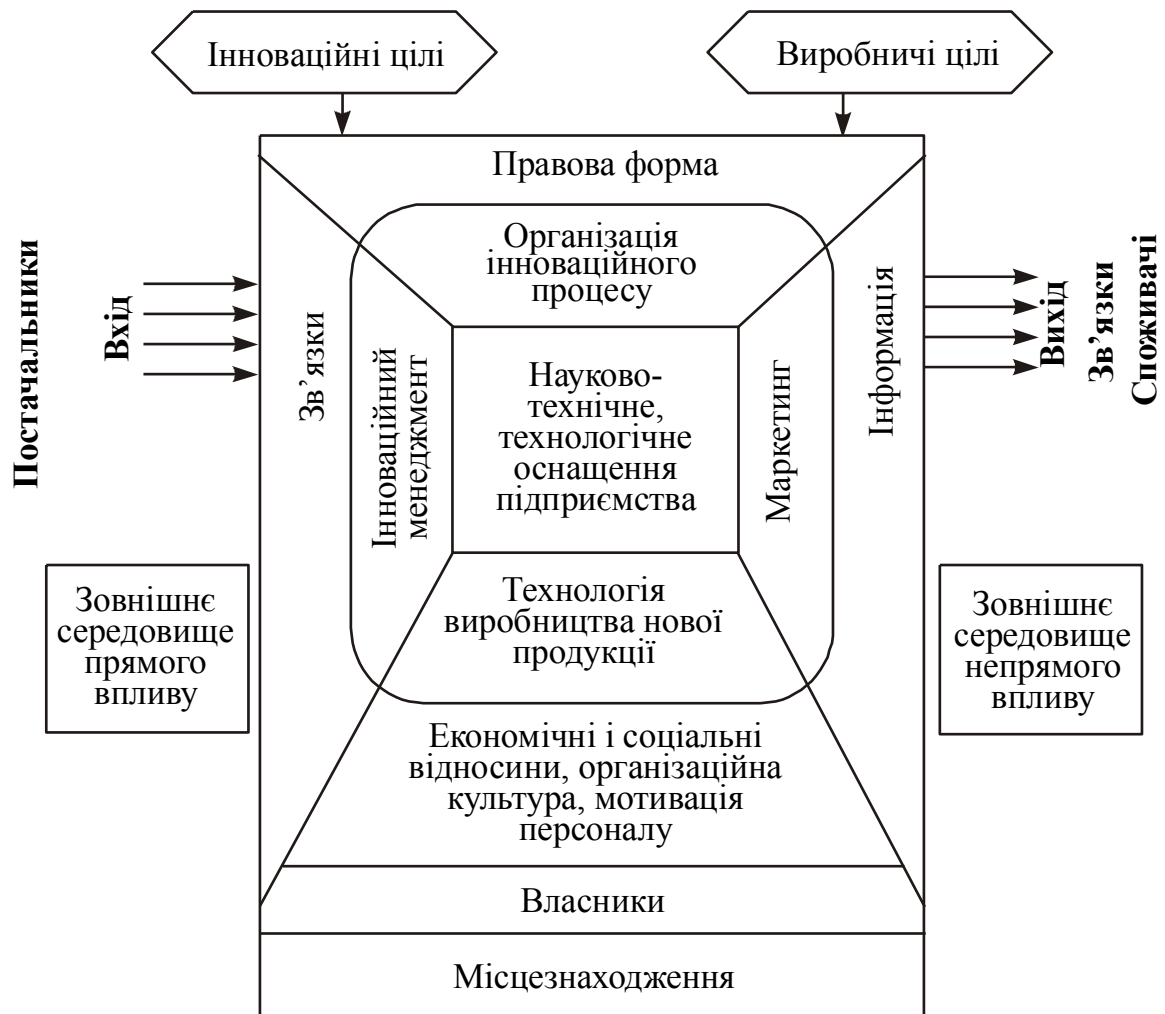 Інноваційні цілі
Виробничі цілі
Правова форма
Організація
інноваційного
процесу
Постачальники
Вхід
Зв’язки
Інноваційний
менеджмент
Науково-
технічне,
технологічне
оснащення
підприємства
Маркетинг
Інформація
Вихід
Зв’язки
Споживачі
Зовнішнє
середовище
прямого
впливу
Технологія
виробництва нової
продукції
Зовнішнє
середовище
непрямого
впливу
Економічні і соціальні
відносини, організаційна
культура, мотивація
персоналу
Власники
Місцезнаходження